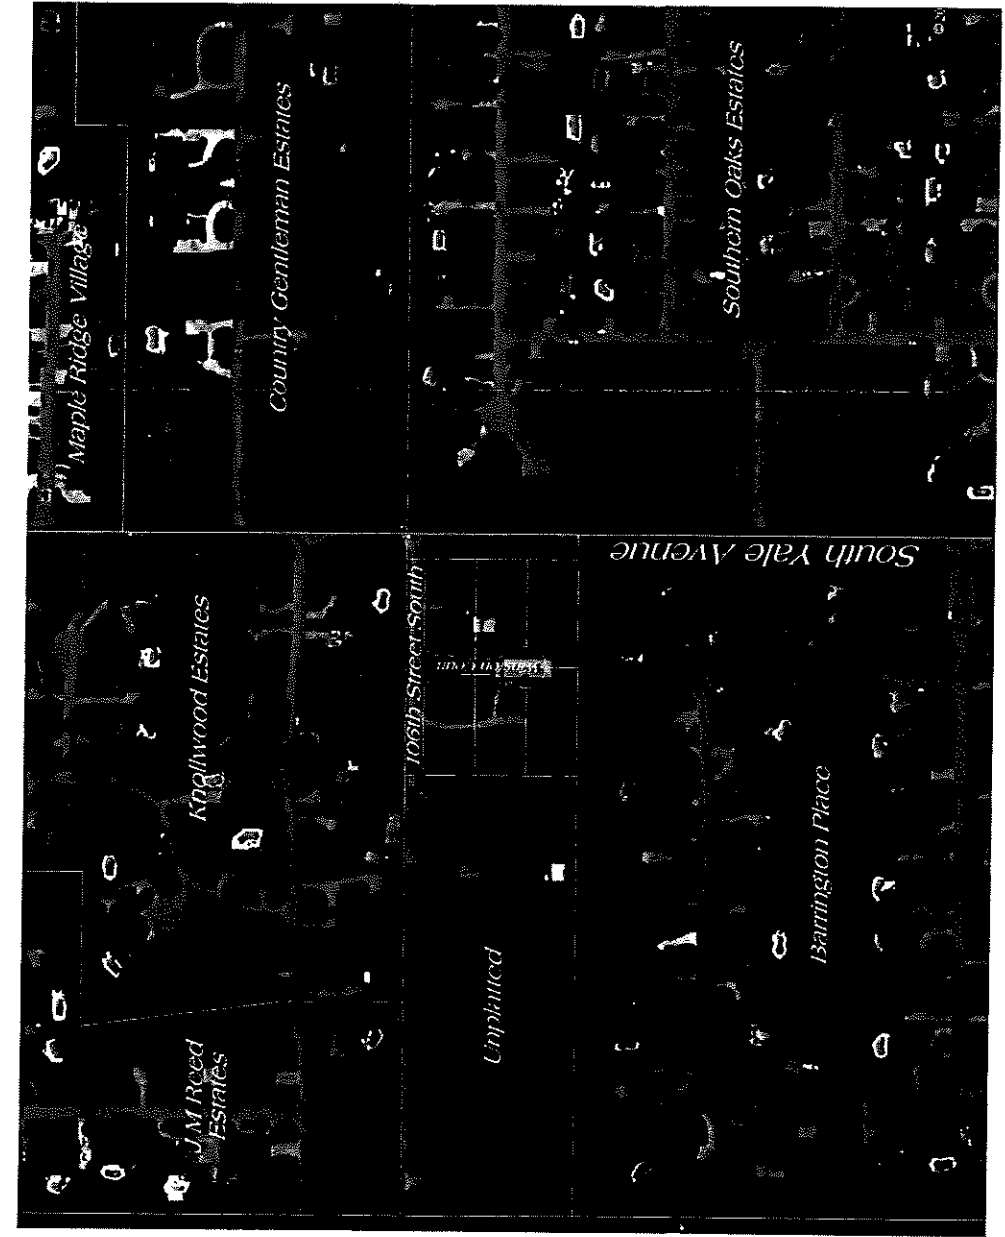 Maple Ridge Village
Country Gentleman Estates
Southern Oaks Estates
South Yale Avenue
Knollwood Estates
106th Street South
Barrington Place
Unplatted
J M Reed
Estates